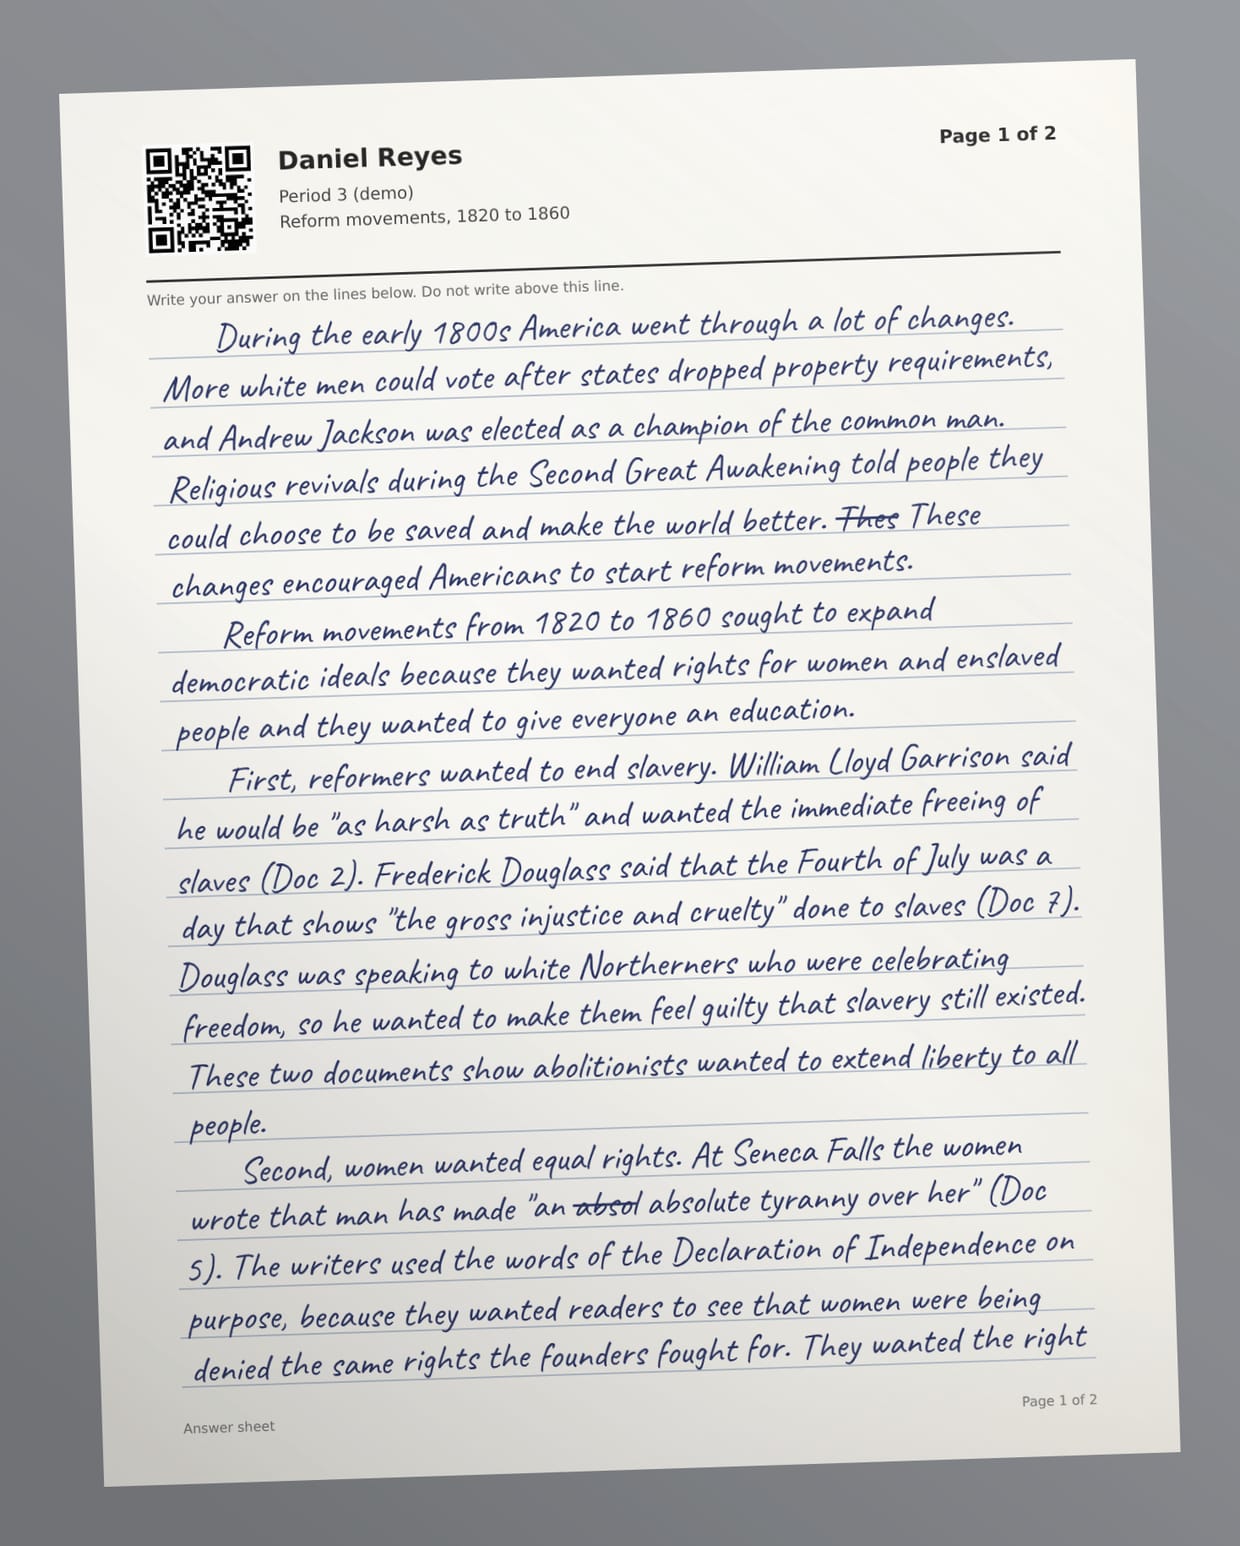 Daniel Reyes
Period 3 (demo)
Reform movements, 1820 to 1860
Page 1 of 2
Write your answer on the lines below. Do not write above this line.
During the early 1800s America went through a lot of changes.
More white men could vote after states dropped property requirements,
and Andrew Jackson was elected as a champion of the common man.
Religious revivals during the Second Great Awakening told people they
could choose to be saved and make the world better. Thes These
changes encouraged Americans to start reform movements.
Reform movements from 1820 to 1860 sought to expand
democratic ideals because they wanted rights for women and enslaved
people and they wanted to give everyone an education.
First, reformers wanted to end slavery. William Lloyd Garrison said
he would be "as harsh as truth" and wanted the immediate freeing of
slaves (Doc 2). Frederick Douglass said that the Fourth of July was a
day that shows "the gross injustice and cruelty" done to slaves (Doc 7).
Douglass was speaking to white Northerners who were celebrating
freedom, so he wanted to make them feel guilty that slavery still existed.
These two documents show abolitionists wanted to extend liberty to all
people.
Second, women wanted equal rights. At Seneca Falls the women
wrote that man has made "an absol absolute tyranny over her" (Doc
5). The writers used the words of the Declaration of Independence on
purpose, because they wanted readers to see that women were being
denied the same rights the founders fought for. They wanted the right
Answer sheet
Page 1 of 2